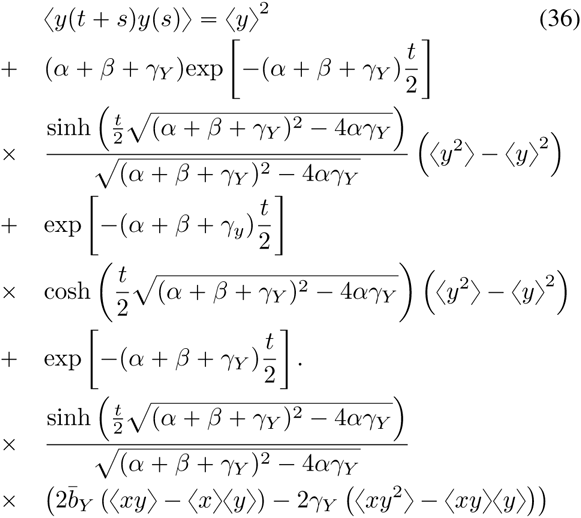 ⟨y(t + s)y(s)⟩ = ⟨y⟩² (36)
+ (α + β + γ_Y)exp [−(α + β + γ_Y) t/2]
× sinh (t/2 √((α + β + γ_Y)² − 4αγ_Y)) / √((α + β + γ_Y)² − 4αγ_Y) (⟨y²⟩ − ⟨y⟩²)
+ exp [−(α + β + γ_y) t/2]
× cosh (t/2 √((α + β + γ_Y)² − 4αγ_Y)) (⟨y²⟩ − ⟨y⟩²)
+ exp [−(α + β + γ_Y) t/2] .
× sinh (t/2 √((α + β + γ_Y)² − 4αγ_Y)) / √((α + β + γ_Y)² − 4αγ_Y)
× (2b̄_Y (⟨xy⟩ − ⟨x⟩⟨y⟩) − 2γ_Y (⟨xy²⟩ − ⟨xy⟩⟨y⟩))